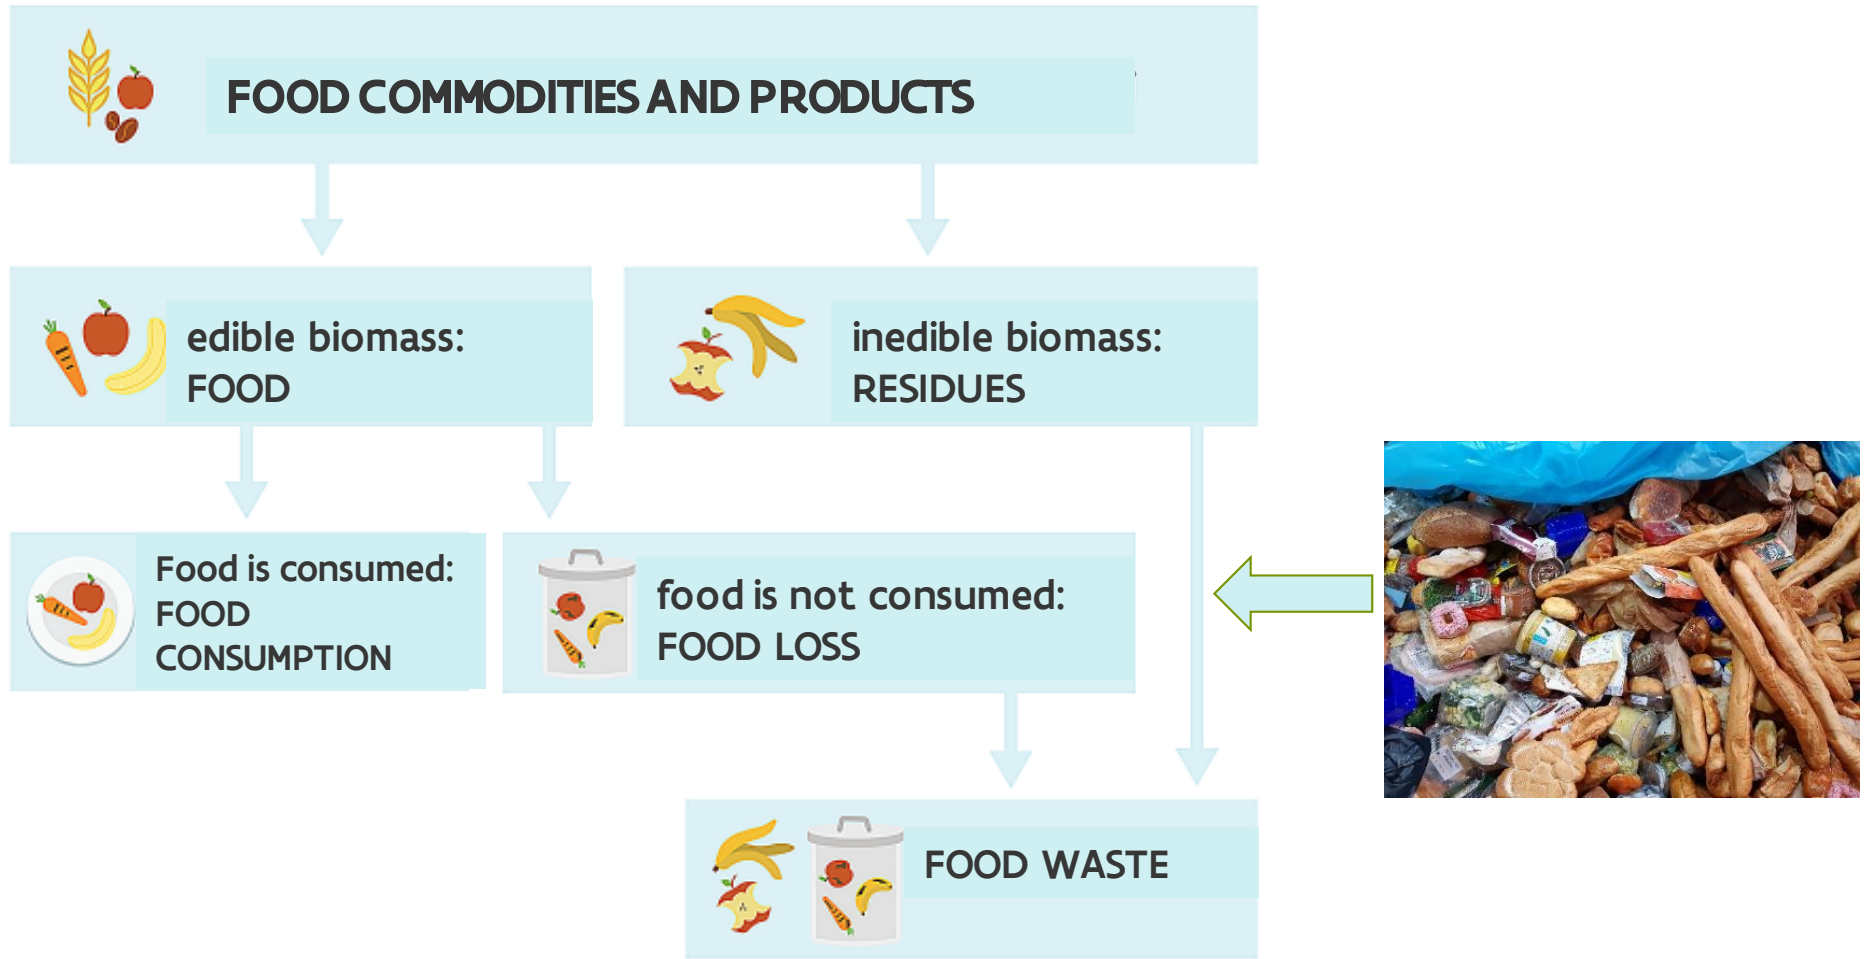 FOOD COMMODITIES AND PRODUCTS
edible biomass:
FOOD
inedible biomass:
RESIDUES
Food is consumed:
FOOD
CONSUMPTION
food is not consumed:
FOOD LOSS
FOOD WASTE